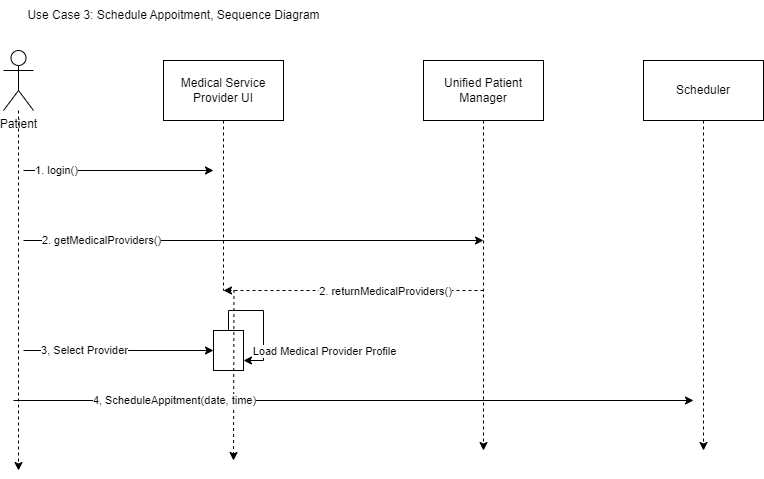 Use Case 3: Schedule Appoitment, Sequence Diagram
Medical Service
Provider UI
Unified Patient
Manager
Scheduler
Patient
1. login()
2. getMedicalProviders()
2. returnMedicalProviders()
3, Select Provider
Load Medical Provider Profile
4, ScheduleAppitment(date, time)